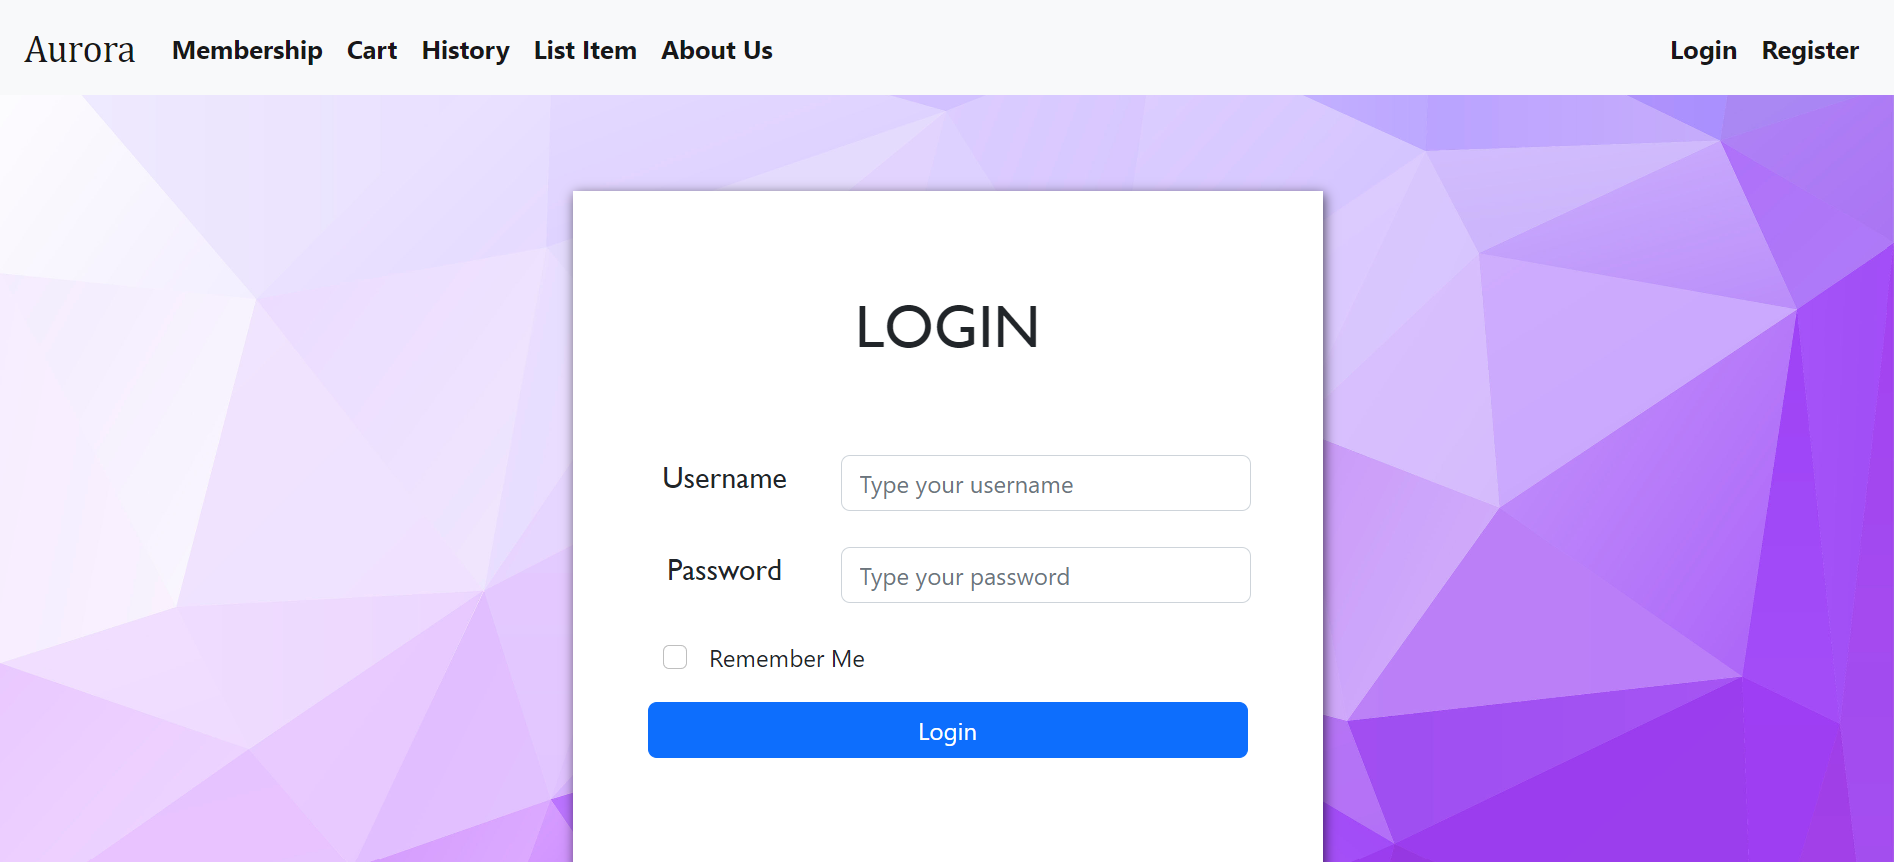 Aurora Membership Cart History List Item About Us Login Register
LOGIN
Username Type your username
Password Type your password
Remember Me
Login